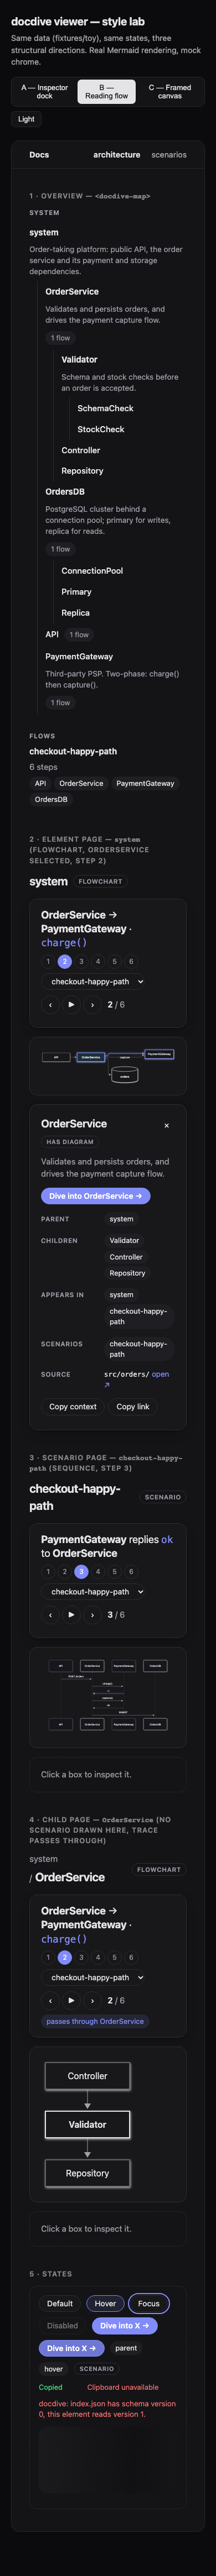 docdive viewer — style lab
Same data (fixtures/toy), same states, three
structural directions. Real Mermaid rendering, mock
chrome.
A — Inspector
dock
B —
Reading flow
C — Framed
canvas
Light
Docs
architecture
scenarios
1 · OVERVIEW — <docdive-map>
SYSTEM
system
Order-taking platform: public API, the order
service and its payment and storage
dependencies.
OrderService
Validates and persists orders, and
drives the payment capture flow.
1 flow
Validator
Schema and stock checks before
an order is accepted.
SchemaCheck
StockCheck
Controller
Repository
OrdersDB
PostgreSQL cluster behind a
connection pool; primary for writes,
replica for reads.
1 flow
ConnectionPool
Primary
Replica
API 1 flow
PaymentGateway
Third-party PSP. Two-phase: charge()
then capture().
1 flow
FLOWS
checkout-happy-path
6 steps
API OrderService PaymentGateway
OrdersDB
2 · ELEMENT PAGE — system
(FLOWCHART, ORDERSERVICE
SELECTED, STEP 2)
system FLOWCHART
OrderService →
PaymentGateway ·
charge()
1 2 3 4 5 6
checkout-happy-path
‹ ▶ › 2 / 6
API
OrderService
capture
PaymentGateway
orders
OrderService ×
HAS DIAGRAM
Validates and persists orders, and
drives the payment capture flow.
Dive into OrderService →
PARENT system
CHILDREN Validator
Controller
Repository
APPEARS IN system
checkout-happy-
path
SCENARIOS checkout-happy-
path
SOURCE src/orders/ open
↗
Copy context Copy link
3 · SCENARIO PAGE — checkout-happy-
path (SEQUENCE, STEP 3)
checkout-happy-
path
SCENARIO
PaymentGateway replies ok
to OrderService
1 2 3 4 5 6
checkout-happy-path
‹ ▶ › 3 / 6
API OrderService PaymentGateway OrdersDB
API OrderService PaymentGateway OrdersDB
Click a box to inspect it.
4 · CHILD PAGE — OrderService (NO
SCENARIO DRAWN HERE, TRACE
PASSES THROUGH)
system
/ OrderService
FLOWCHART
OrderService →
PaymentGateway ·
charge()
1 2 3 4 5 6
checkout-happy-path
‹ ▶ › 2 / 6
passes through OrderService
Controller
Validator
Repository
Click a box to inspect it.
5 · STATES
Default Hover Focus
Disabled Dive into X →
Dive into X → parent
hover SCENARIO
Copied Clipboard unavailable
docdive: index.json has schema version
0, this element reads version 1.